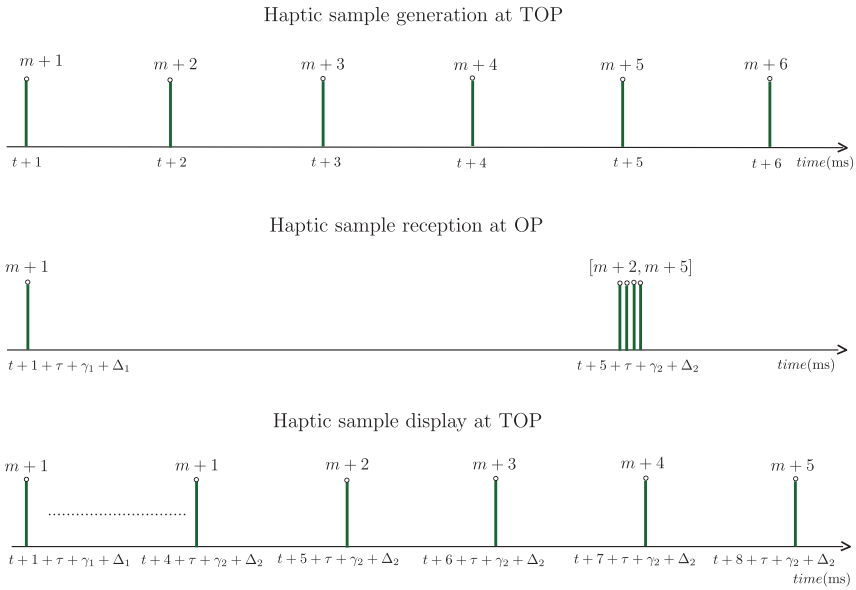 Haptic sample generation at TOP
m + 1 m + 2 m + 3 m + 4 m + 5 m + 6
t + 1 t + 2 t + 3 t + 4 t + 5 t + 6 time(ms)
Haptic sample reception at OP
m + 1 [m + 2, m + 5]
t + 1 + τ + γ₁ + Δ₁ t + 5 + τ + γ₂ + Δ₂ time(ms)
Haptic sample display at TOP
m + 1 m + 1 m + 2 m + 3 m + 4 m + 5
t + 1 + τ + γ₁ + Δ₁ t + 4 + τ + γ₂ + Δ₂ t + 5 + τ + γ₂ + Δ₂ t + 6 + τ + γ₂ + Δ₂ t + 7 + τ + γ₂ + Δ₂ t + 8 + τ + γ₂ + Δ₂
time(ms)